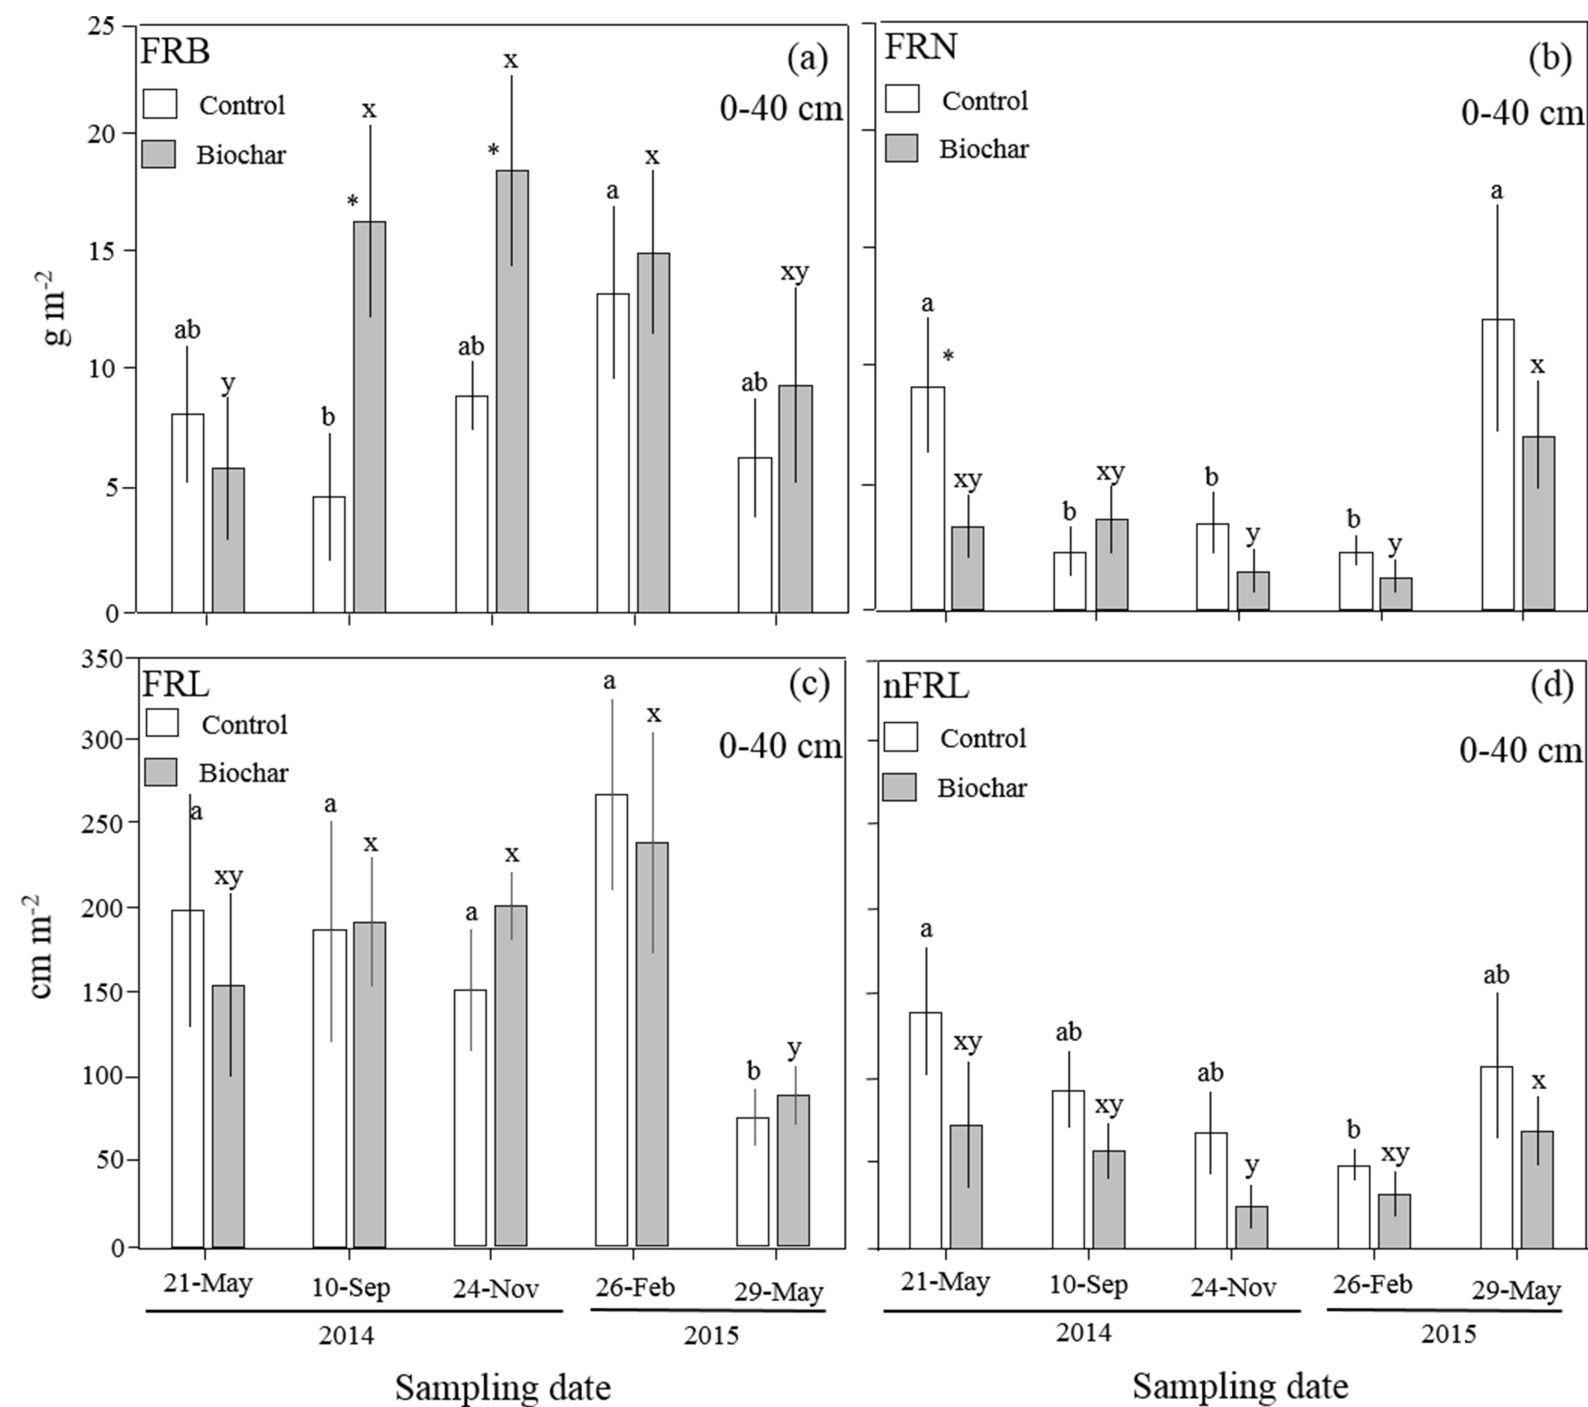 FRB
(a)
Control
0-40 cm
Biochar
25
20
15
10
5
0
g m-2
ab
y
b
*
x
ab
*
x
a
x
ab
xy
FRN
(b)
Control
0-40 cm
Biochar
a
*
xy
b
xy
b
y
b
y
a
x
FRL
(c)
Control
0-40 cm
Biochar
350
300
250
200
150
100
50
0
cm m-2
a
xy
a
x
a
x
a
x
b
y
21-May
10-Sep
24-Nov
26-Feb
29-May
2014
2015
Sampling date
nFRL
(d)
Control
0-40 cm
Biochar
a
xy
ab
xy
ab
y
b
xy
ab
x
21-May
10-Sep
24-Nov
26-Feb
29-May
2014
2015
Sampling date